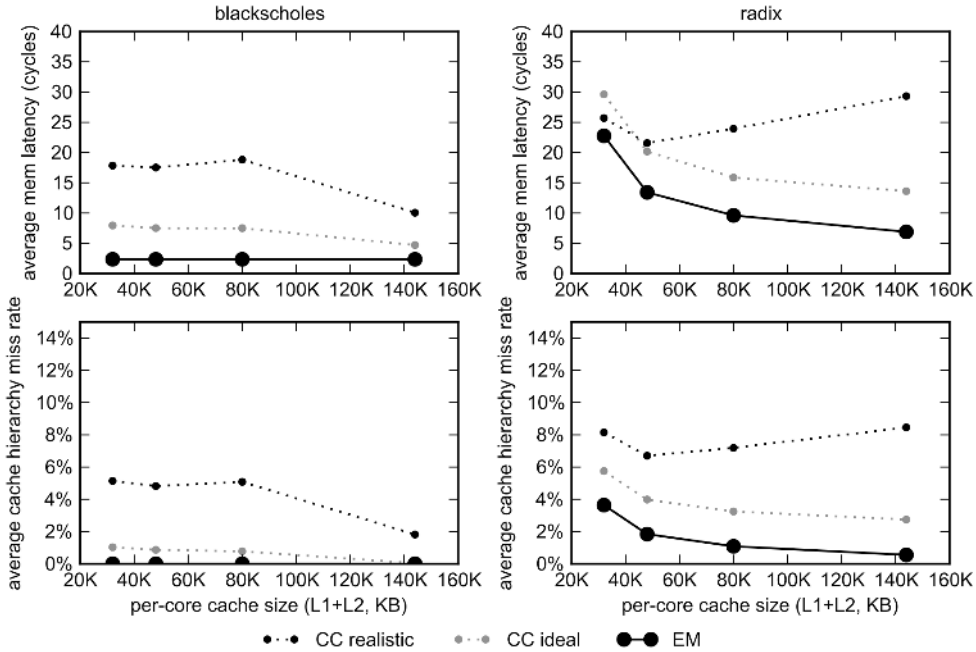 blackscholes
average mem latency (cycles)
40
35
30
25
20
15
10
5
0
20K 40K 60K 80K 100K 120K 140K 160K
radix
average mem latency (cycles)
40
35
30
25
20
15
10
5
0
20K 40K 60K 80K 100K 120K 140K 160K
average cache hierarchy miss rate
14%
12%
10%
8%
6%
4%
2%
0%
20K 40K 60K 80K 100K 120K 140K 160K
per-core cache size (L1+L2, KB)
average cache hierarchy miss rate
14%
12%
10%
8%
6%
4%
2%
0%
20K 40K 60K 80K 100K 120K 140K 160K
per-core cache size (L1+L2, KB)
CC realistic CC ideal EM